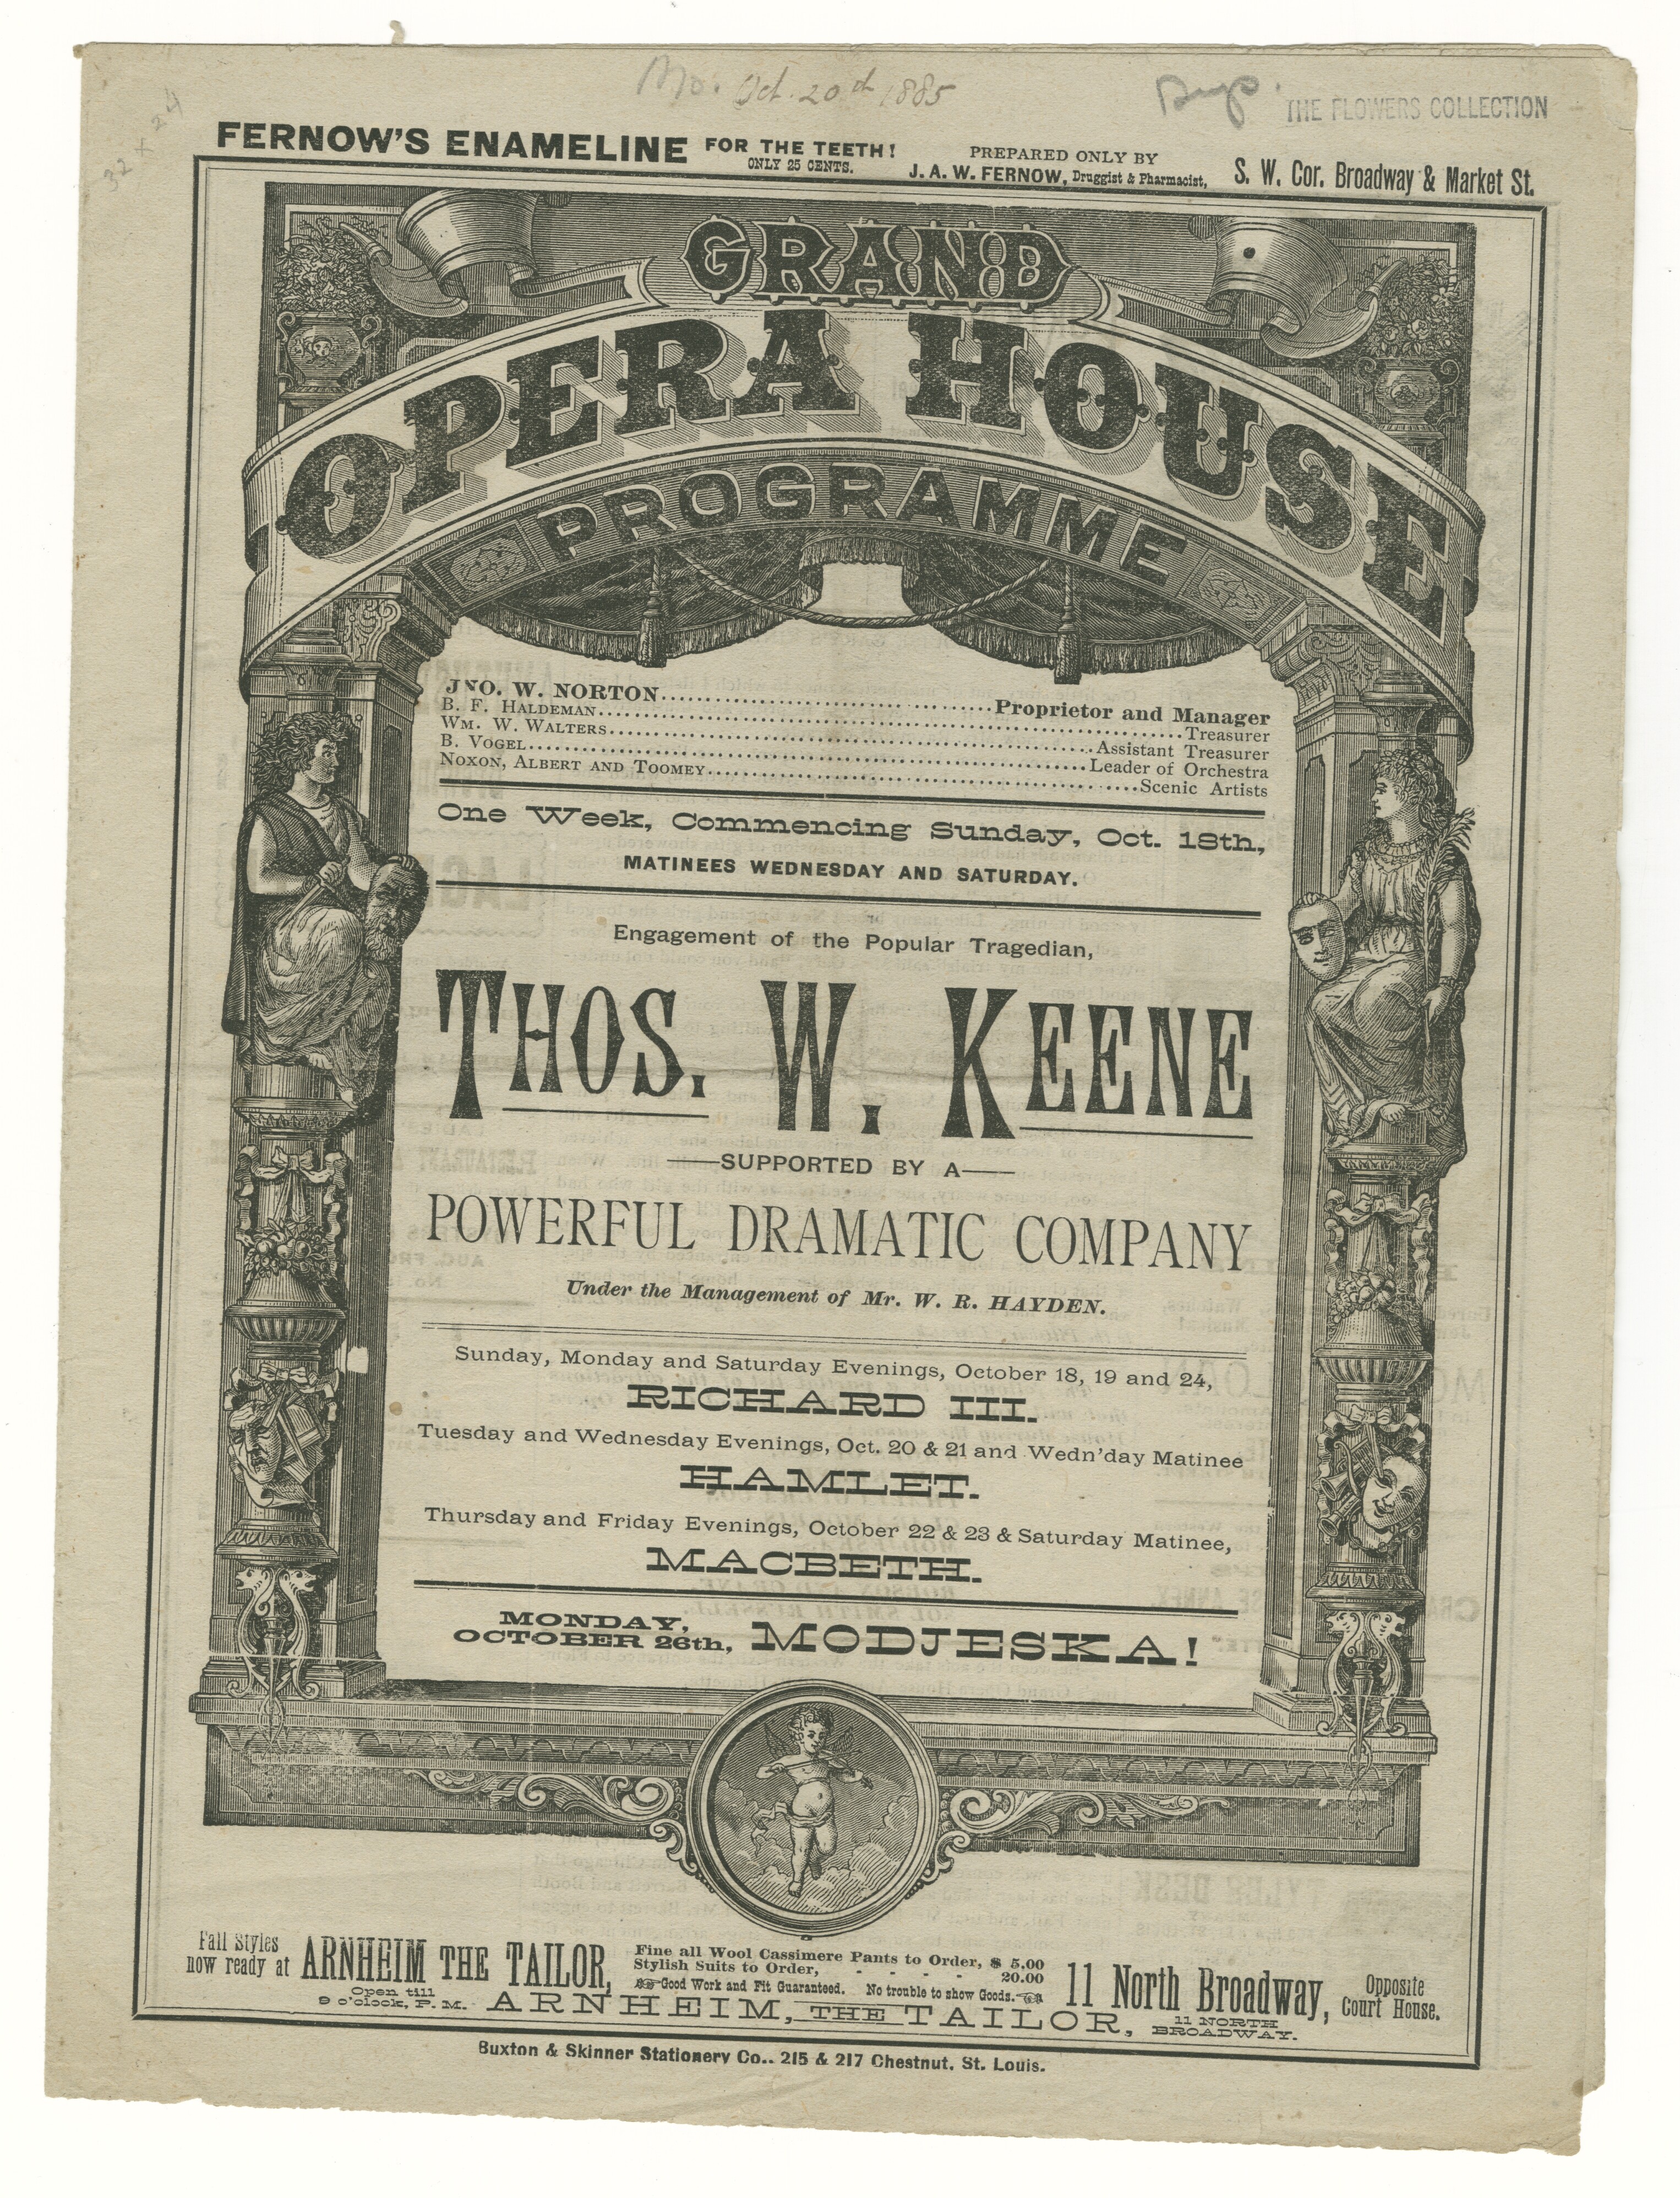 Mo. Oct. 20th 1885
Dup.
THE FLOWERS COLLECTION
32 x 24
FERNOW'S ENAMELINE FOR THE TEETH! ONLY 25 CENTS. PREPARED ONLY BY J. A. W. FERNOW, Druggist & Pharmacist, S. W. Cor. Broadway & Market St.
GRAND
OPERA HOUSE
PROGRAMME
JNO. W. NORTON........Proprietor and Manager
B. F. HALDEMAN........Treasurer
WM. W. WALTERS........Assistant Treasurer
B. VOGEL........Leader of Orchestra
NOXON, ALBERT AND TOOMEY........Scenic Artists
One Week, Commencing Sunday, Oct. 18th,
MATINEES WEDNESDAY AND SATURDAY.
Engagement of the Popular Tragedian,
THOS. W. KEENE
SUPPORTED BY A
POWERFUL DRAMATIC COMPANY
Under the Management of Mr. W. R. HAYDEN.
Sunday, Monday and Saturday Evenings, October 18, 19 and 24,
RICHARD III.
Tuesday and Wednesday Evenings, Oct. 20 & 21 and Wedn'day Matinee
HAMLET.
Thursday and Friday Evenings, October 22 & 23 & Saturday Matinee,
MACBETH.
MONDAY, OCTOBER 26th, MODJESKA!
Fall Styles now ready at ARNHEIM THE TAILOR,
Fine all Wool Cassimere Pants to Order, $ 5.00
Stylish Suits to Order, - - - - 20.00
Good Work and Fit Guaranteed. No trouble to show Goods.
11 North Broadway, Opposite Court House.
Open till 9 o'clock, P. M. ARNHEIM, THE TAILOR, 11 NORTH BROADWAY.
Buxton & Skinner Stationery Co., 215 & 217 Chestnut, St. Louis.